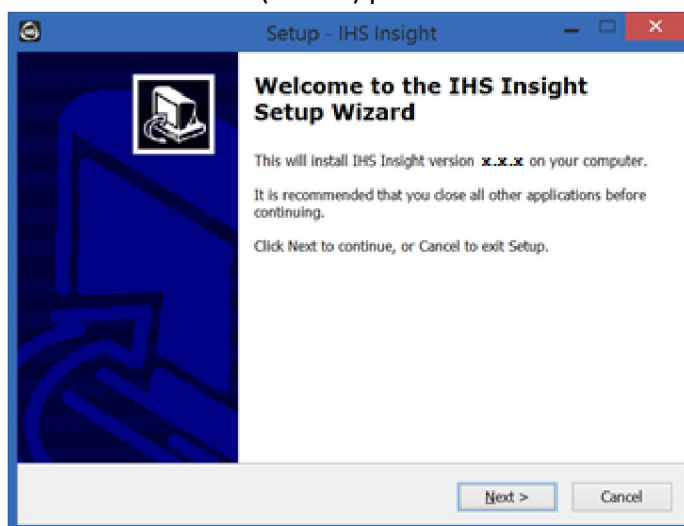 Setup - IHS Insight
Welcome to the IHS Insight
Setup Wizard
This will install IHS Insight version x.x.x on your computer.
It is recommended that you close all other applications before
continuing.
Click Next to continue, or Cancel to exit Setup.
Next >
Cancel